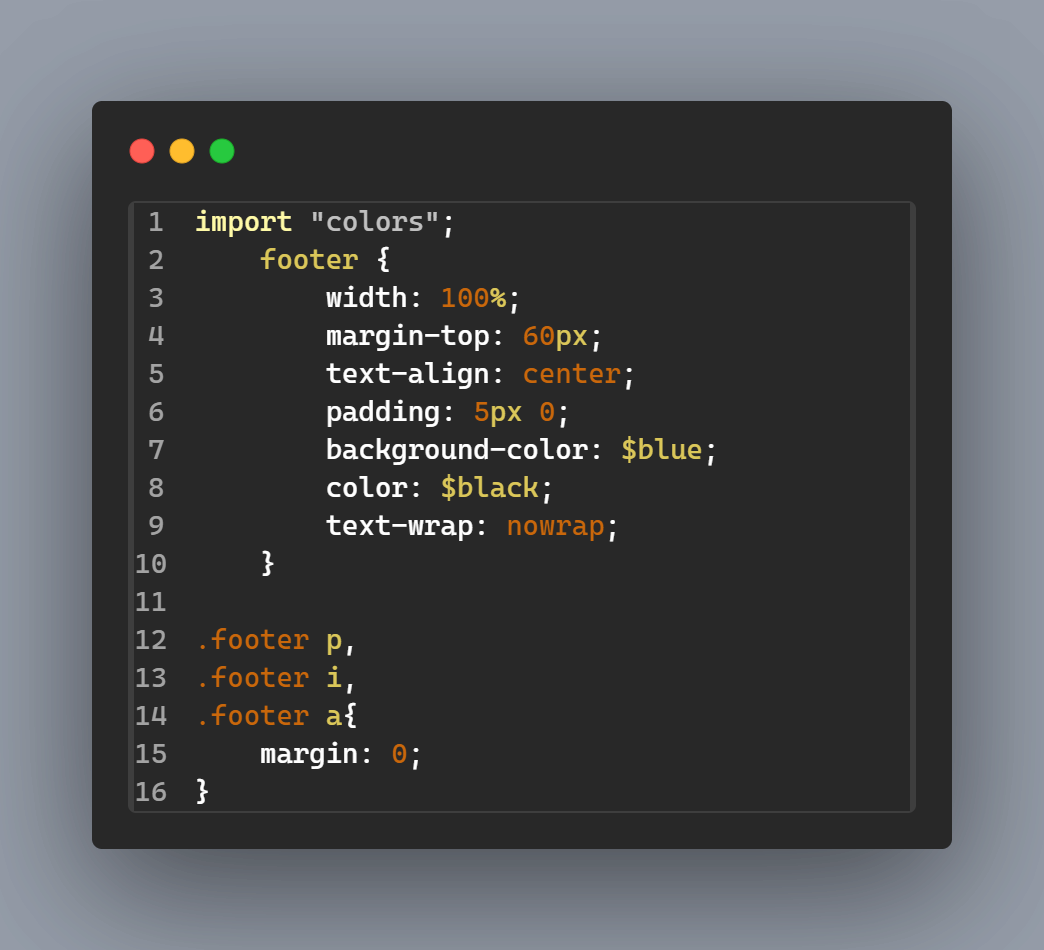 1 import "colors";
2     footer {
3         width: 100%;
4         margin-top: 60px;
5         text-align: center;
6         padding: 5px 0;
7         background-color: $blue;
8         color: $black;
9         text-wrap: nowrap;
10     }
11
12 .footer p,
13 .footer i,
14 .footer a{
15     margin: 0;
16 }